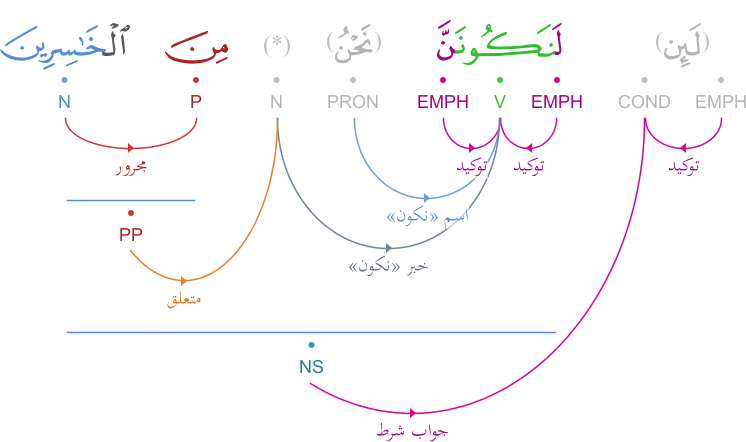 (لَئِن) لَنَكُونَنَّ (نَحْنُ) (*) مِنَ ٱلْخَـٰسِرِينَ
N P N PRON EMPH V EMPH COND EMPH
مجرور توكيد توكيد توكيد
اسم «نكون»
PP
خبر «نكون»
متعلق
NS
جواب شرط